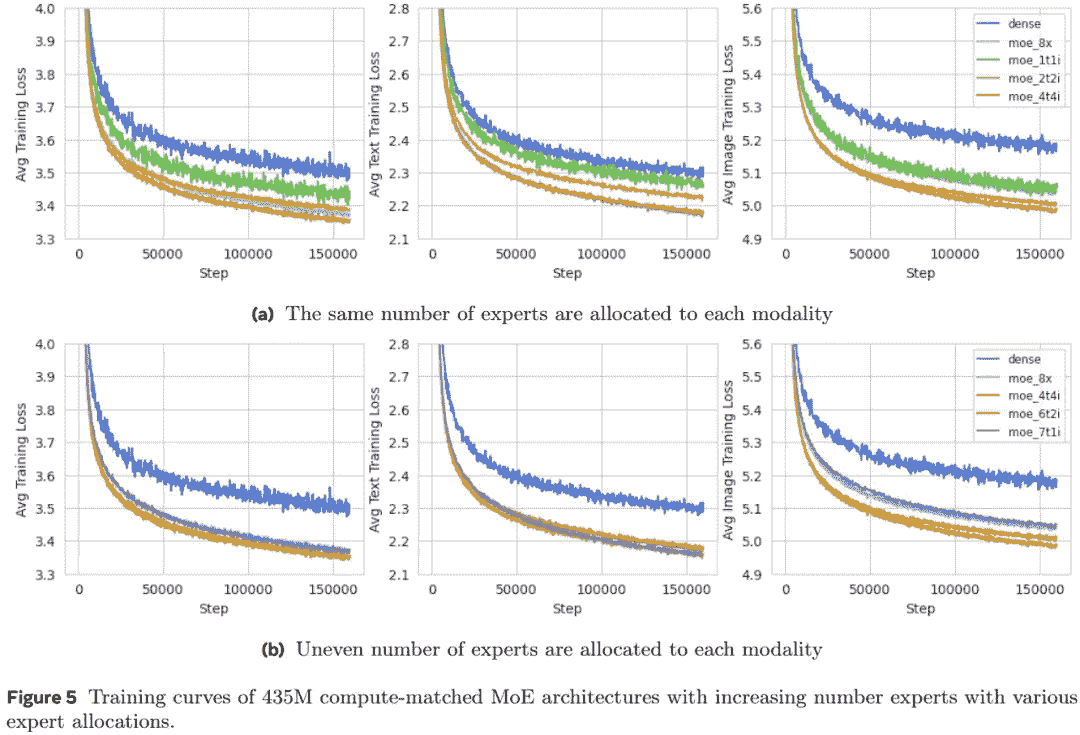 4.0
3.9
3.8
3.7
3.6
3.5
3.4
3.3
Avg Training Loss
0 50000 100000 150000
Step
2.8
2.7
2.6
2.5
2.4
2.3
2.2
2.1
Avg Text Training Loss
0 50000 100000 150000
Step
5.6
5.5
5.4
5.3
5.2
5.1
5.0
4.9
Avg Image Training Loss
0 50000 100000 150000
Step
dense
moe_8x
moe_1t1i
moe_2t2i
moe_4t4i
(a) The same number of experts are allocated to each modality
4.0
3.9
3.8
3.7
3.6
3.5
3.4
3.3
Avg Training Loss
0 50000 100000 150000
Step
2.8
2.7
2.6
2.5
2.4
2.3
2.2
2.1
Avg Text Training Loss
0 50000 100000 150000
Step
5.6
5.5
5.4
5.3
5.2
5.1
5.0
4.9
Avg Image Training Loss
0 50000 100000 150000
Step
dense
moe_8x
moe_4t4i
moe_6t2i
moe_7t1i
(b) Uneven number of experts are allocated to each modality
Figure 5 Training curves of 435M compute-matched MoE architectures with increasing number experts with various
expert allocations.